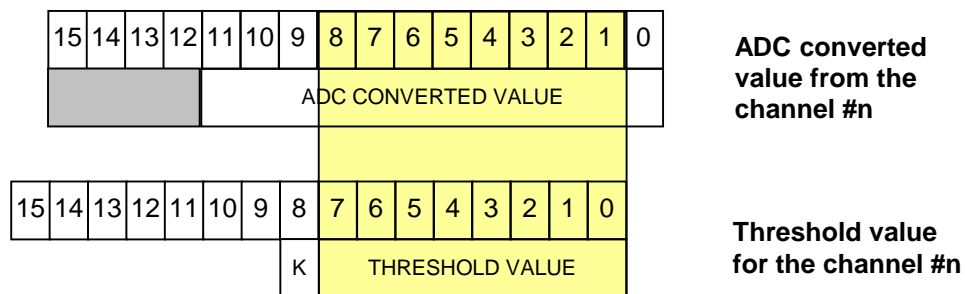 15 14 13 12 11 10 9 8 7 6 5 4 3 2 1 0
ADC CONVERTED VALUE
ADC converted
value from the
channel #n
15 14 13 12 11 10 9 8 7 6 5 4 3 2 1 0
K THRESHOLD VALUE
Threshold value
for the channel #n